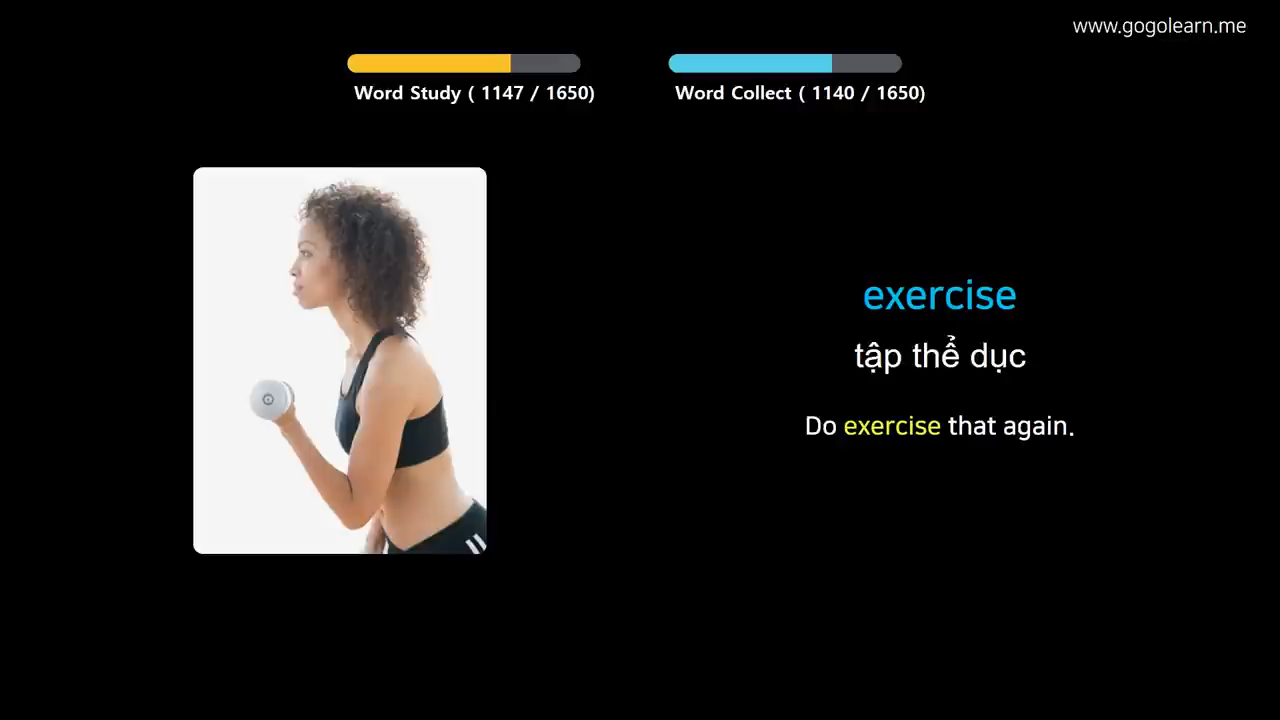 www.gogolearn.me
Word Study ( 1147 / 1650)
Word Collect ( 1140 / 1650)
exercise
tập thể dục
Do exercise that again.